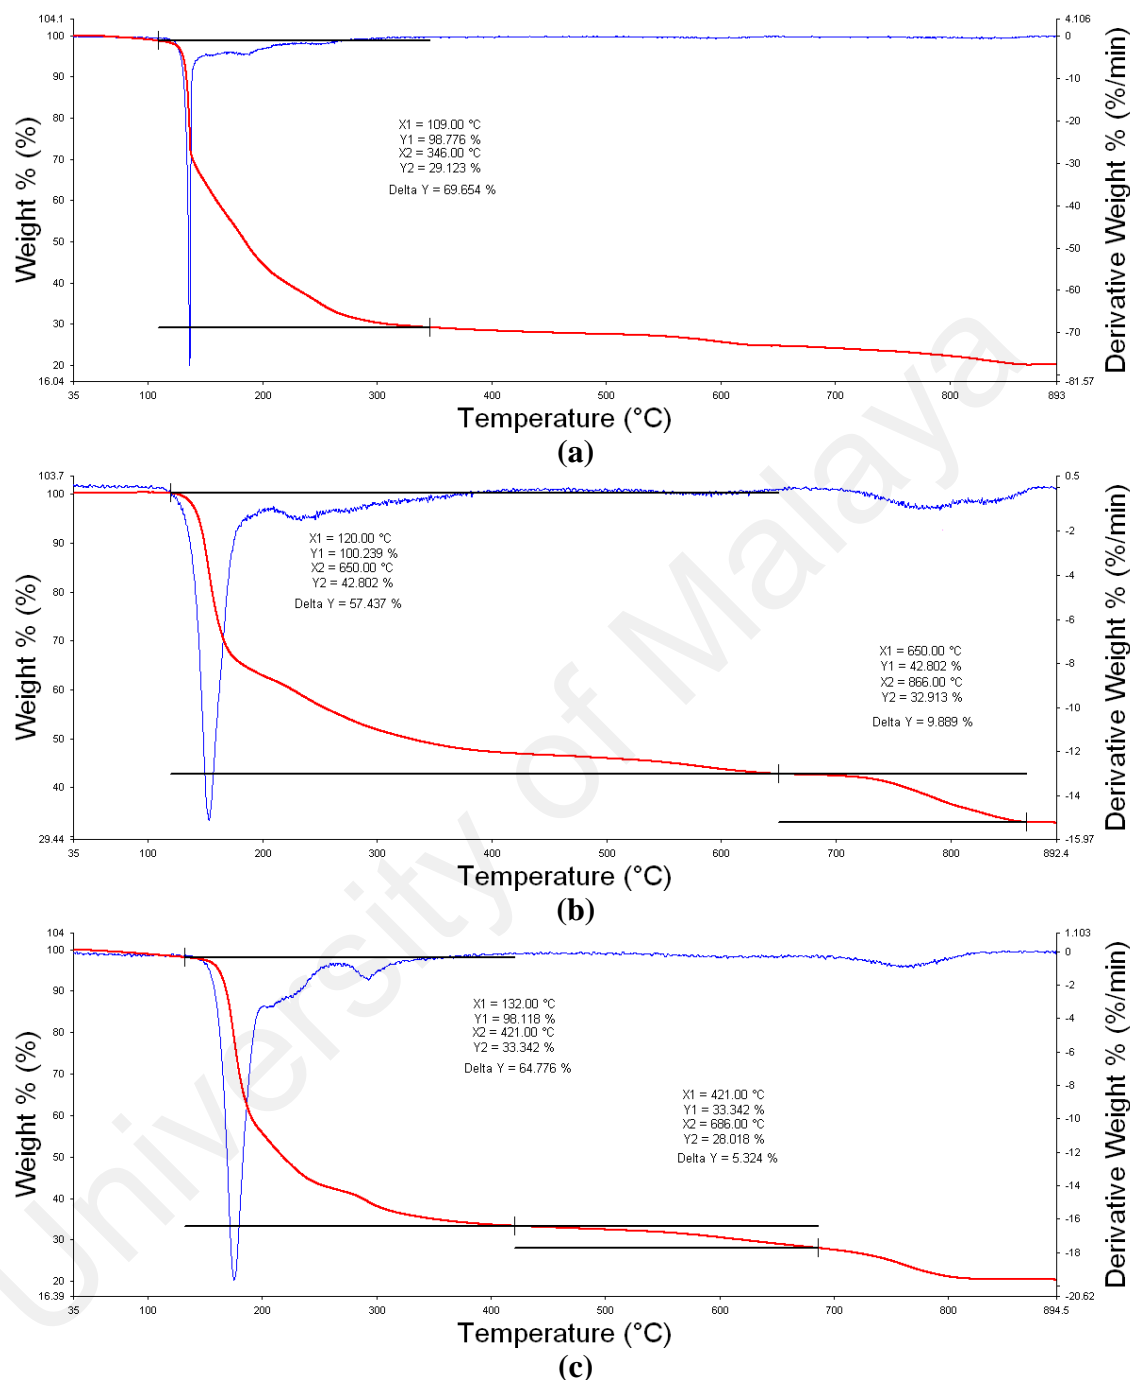 104.1
100
90
80
70
60
50
40
30
20
16.04
Weight % (%)
4.106
0
-10
-20
-30
-40
-50
-60
-70
-81.57
Derivative Weight % (%/min)
X1 = 109.00 °C
Y1 = 98.776 %
X2 = 346.00 °C
Y2 = 29.123 %
Delta Y = 69.654 %
35 100 200 300 400 500 600 700 800 893
Temperature (°C)
(a)
103.7
100
90
80
70
60
50
40
29.44
Weight % (%)
0.5
-2
-4
-6
-8
-10
-12
-14
-15.97
Derivative Weight % (%/min)
X1 = 120.00 °C
Y1 = 100.239 %
X2 = 650.00 °C
Y2 = 42.802 %
Delta Y = 57.437 %
X1 = 650.00 °C
Y1 = 42.802 %
X2 = 866.00 °C
Y2 = 32.913 %
Delta Y = 9.889 %
35 100 200 300 400 500 600 700 800 892.4
Temperature (°C)
(b)
104
100
90
80
70
60
50
40
30
20
16.39
Weight % (%)
1.103
0
-2
-4
-6
-8
-10
-12
-14
-16
-18
-20.62
Derivative Weight % (%/min)
X1 = 132.00 °C
Y1 = 98.118 %
X2 = 421.00 °C
Y2 = 33.342 %
Delta Y = 64.776 %
X1 = 421.00 °C
Y1 = 33.342 %
X2 = 686.00 °C
Y2 = 28.018 %
Delta Y = 5.324 %
35 100 200 300 400 500 600 700 800 894.5
Temperature (°C)
(c)
University of Malaya